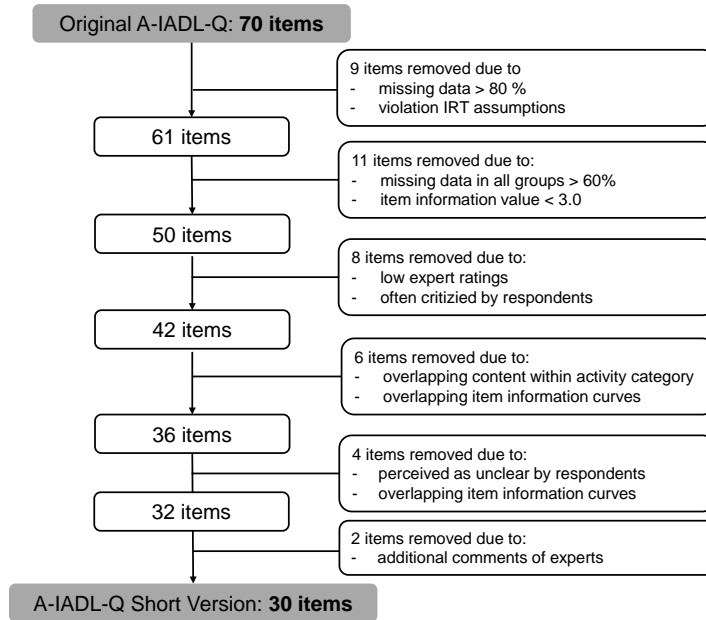 Original A-IADL-Q: 70 items
9 items removed due to
- missing data > 80 %
- violation IRT assumptions
61 items
11 items removed due to:
- missing data in all groups > 60%
- item information value < 3.0
50 items
8 items removed due to:
- low expert ratings
- often critizied by respondents
42 items
6 items removed due to:
- overlapping content within activity category
- overlapping item information curves
36 items
4 items removed due to:
- perceived as unclear by respondents
- overlapping item information curves
32 items
2 items removed due to:
- additional comments of experts
A-IADL-Q Short Version: 30 items